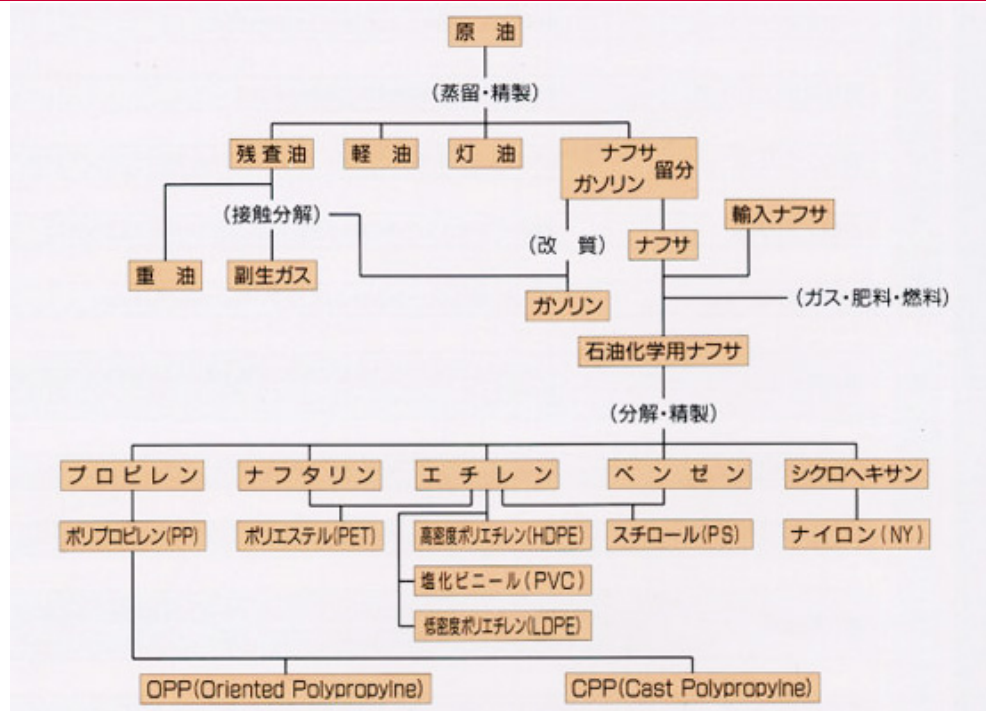 原油
(蒸留・精製)
残査油
軽油
灯油
ナフサ
ガソリン
留分
輸入ナフサ
(接触分解)
(改質)
ナフサ
重油
副生ガス
ガソリン
(ガス・肥料・燃料)
石油化学用ナフサ
(分解・精製)
プロピレン
ナフタリン
エチレン
ベンゼン
シクロヘキサン
ポリプロピレン(PP)
ポリエステル(PET)
高密度ポリエチレン(HDPE)
スチロール(PS)
ナイロン(NY)
塩化ビニール(PVC)
低密度ポリエチレン(LDPE)
OPP(Oriented Polypropylne)
CPP(Cast Polypropylne)